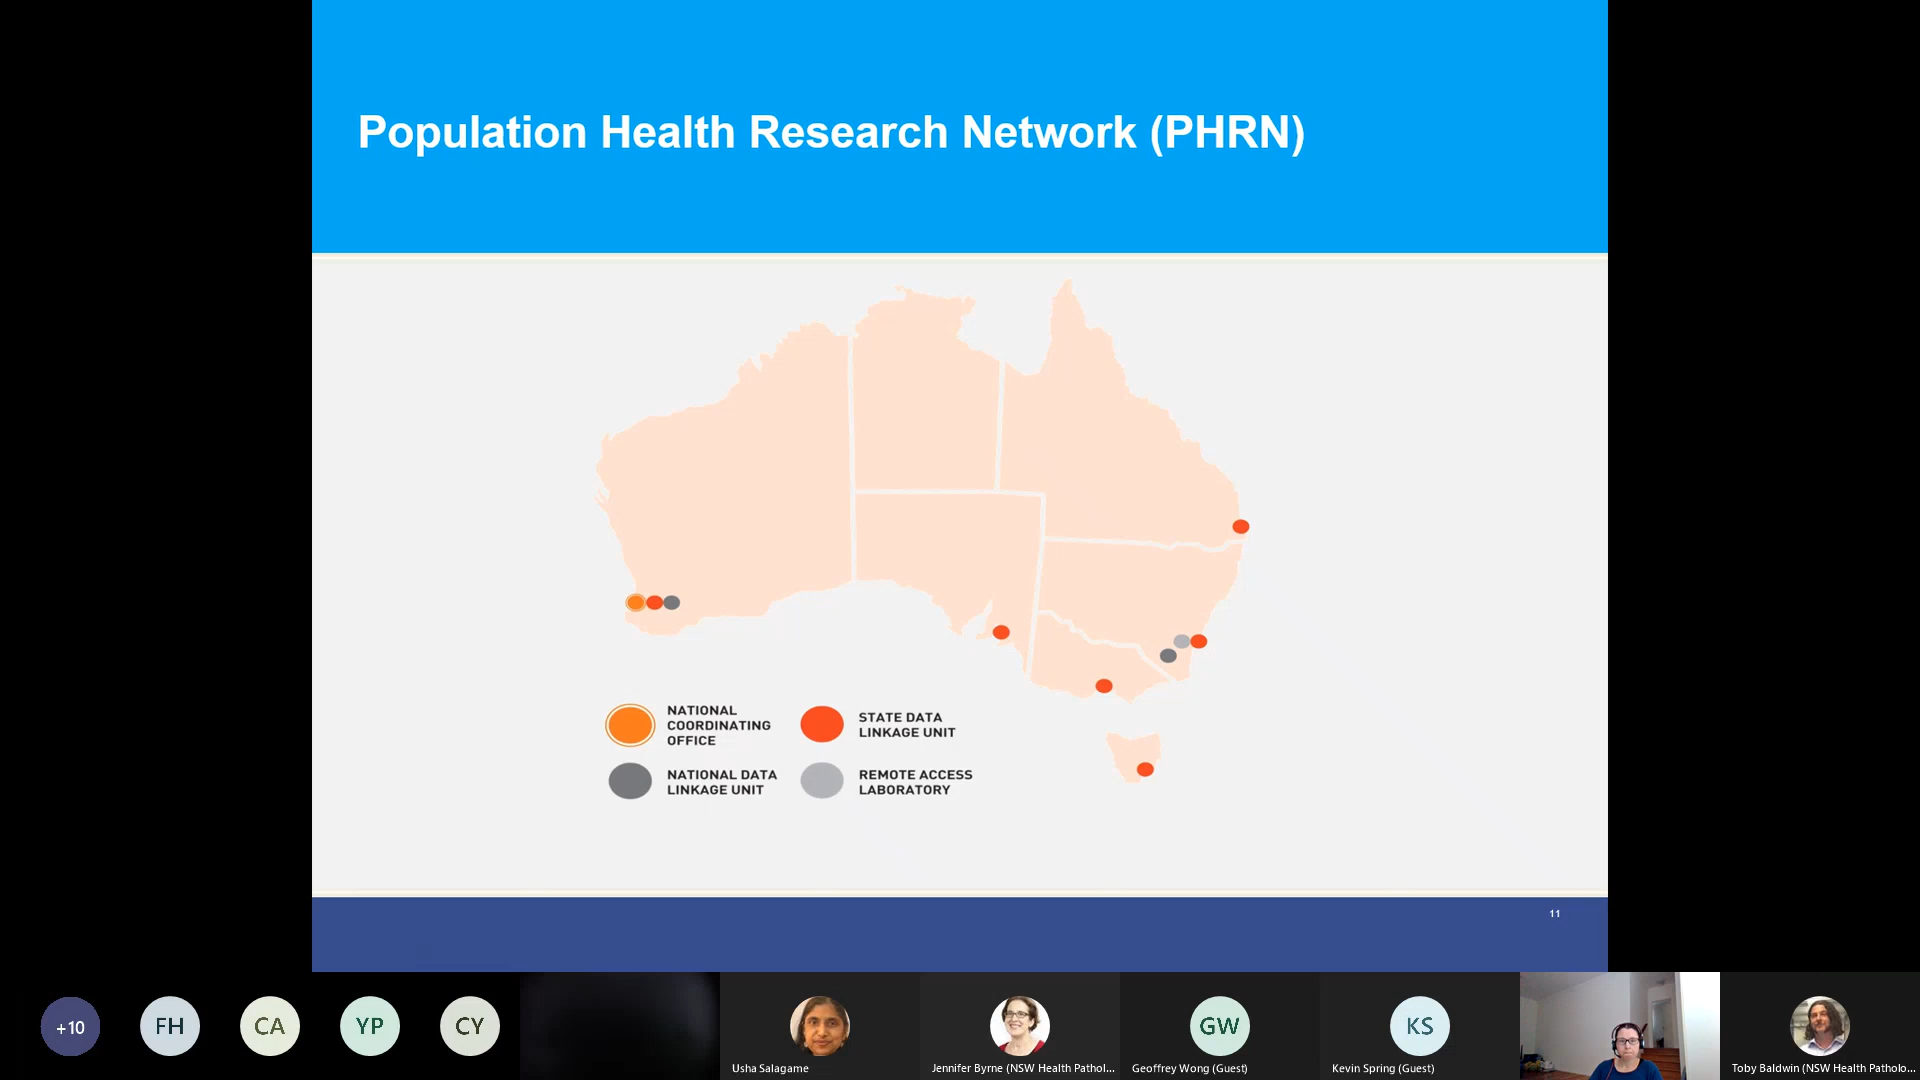 Population Health Research Network (PHRN)
NATIONAL
COORDINATING
OFFICE
STATE DATA
LINKAGE UNIT
NATIONAL DATA
LINKAGE UNIT
REMOTE ACCESS
LABORATORY
11
+10
FH
CA
YP
CY
GW
KS
Usha Salagame
Jennifer Byrne (NSW Health Pathol...
Geoffrey Wong (Guest)
Kevin Spring (Guest)
Toby Baldwin (NSW Health Patholo...